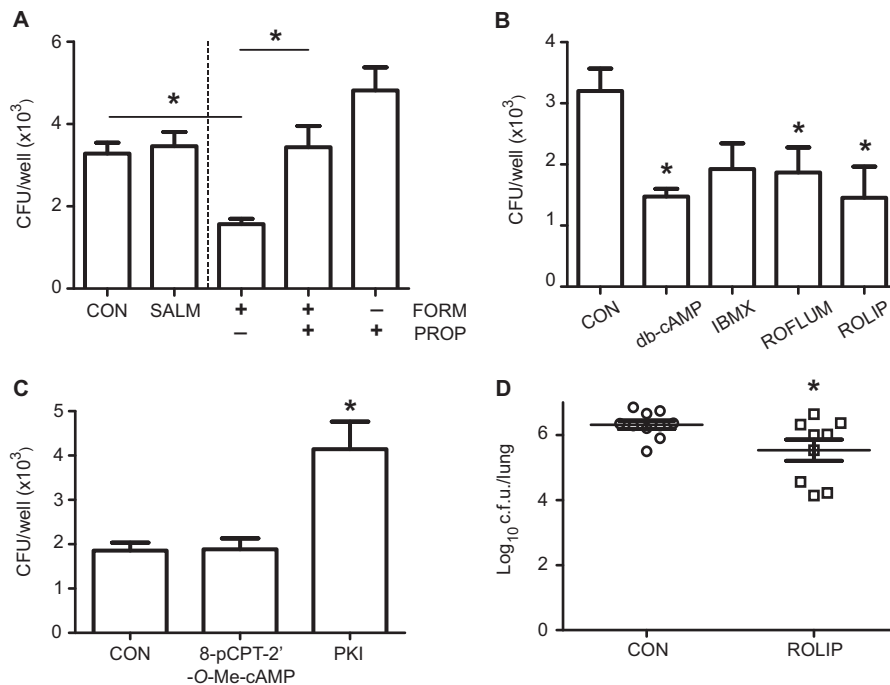 A
CFU/well (x10³)
6
4
2
0
*
*
CON SALM + + – FORM
– + + PROP
B
CFU/well (x10³)
4
3
2
1
0
* * *
CON db-cAMP IBMX ROFLUM ROLIP
C
CFU/well (x10³)
5
4
3
2
1
0
*
CON 8-pCPT-2' PKI
-O-Me-cAMP
D
Log₁₀ c.f.u./lung
6
4
2
0
*
CON ROLIP